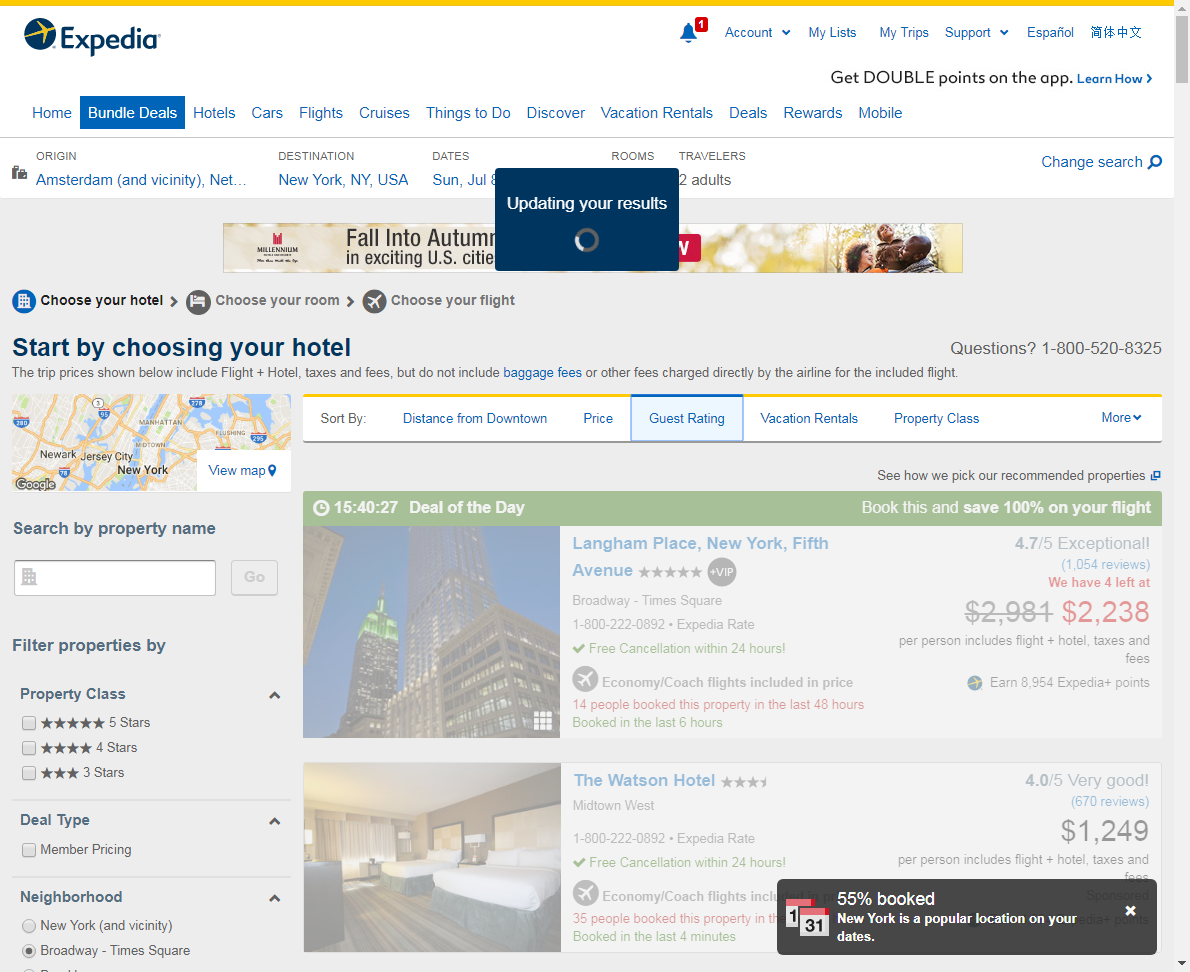 Expedia
1
Account
My Lists
My Trips
Support
Español
简体中文
Get DOUBLE points on the app. Learn How
Home
Bundle Deals
Hotels
Cars
Flights
Cruises
Things to Do
Discover
Vacation Rentals
Deals
Rewards
Mobile
ORIGIN
Amsterdam (and vicinity), Net...
DESTINATION
New York, NY, USA
DATES
Sun, Jul
ROOMS
TRAVELERS
2 adults
Change search
Updating your results
MILLENNIUM
Fall Into Autumn
in exciting U.S. citie
W
Choose your hotel
Choose your room
Choose your flight
Start by choosing your hotel
Questions? 1-800-520-8325
The trip prices shown below include Flight + Hotel, taxes and fees, but do not include baggage fees or other fees charged directly by the airline for the included flight.
3
278
95
280
MANHATTAN
FLUSHING
295
MIDTOWN
Newark
Jersey City
78
New York
Google
View map
Sort By:
Distance from Downtown
Price
Guest Rating
Vacation Rentals
Property Class
More
See how we pick our recommended properties
Search by property name
Go
Filter properties by
Property Class
5 Stars
4 Stars
3 Stars
Deal Type
Member Pricing
Neighborhood
New York (and vicinity)
Broadway - Times Square
15:40:27 Deal of the Day
Book this and save 100% on your flight
Langham Place, New York, Fifth
Avenue
+VIP
Broadway - Times Square
1-800-222-0892 • Expedia Rate
Free Cancellation within 24 hours!
Economy/Coach flights included in price
14 people booked this property in the last 48 hours
Booked in the last 6 hours
4.7/5 Exceptional!
(1,054 reviews)
We have 4 left at
$2,981 $2,238
per person includes flight + hotel, taxes and
fees
Earn 8,954 Expedia+ points
The Watson Hotel
Midtown West
1-800-222-0892 • Expedia Rate
Free Cancellation within 24 hours!
Economy/Coach flights included in p
35 people booked this property in the
Booked in the last 4 minutes
4.0/5 Very good!
(670 reviews)
$1,249
per person includes flight + hotel, taxes and
fees
Sponsored
1
31
55% booked
New York is a popular location on your
dates.